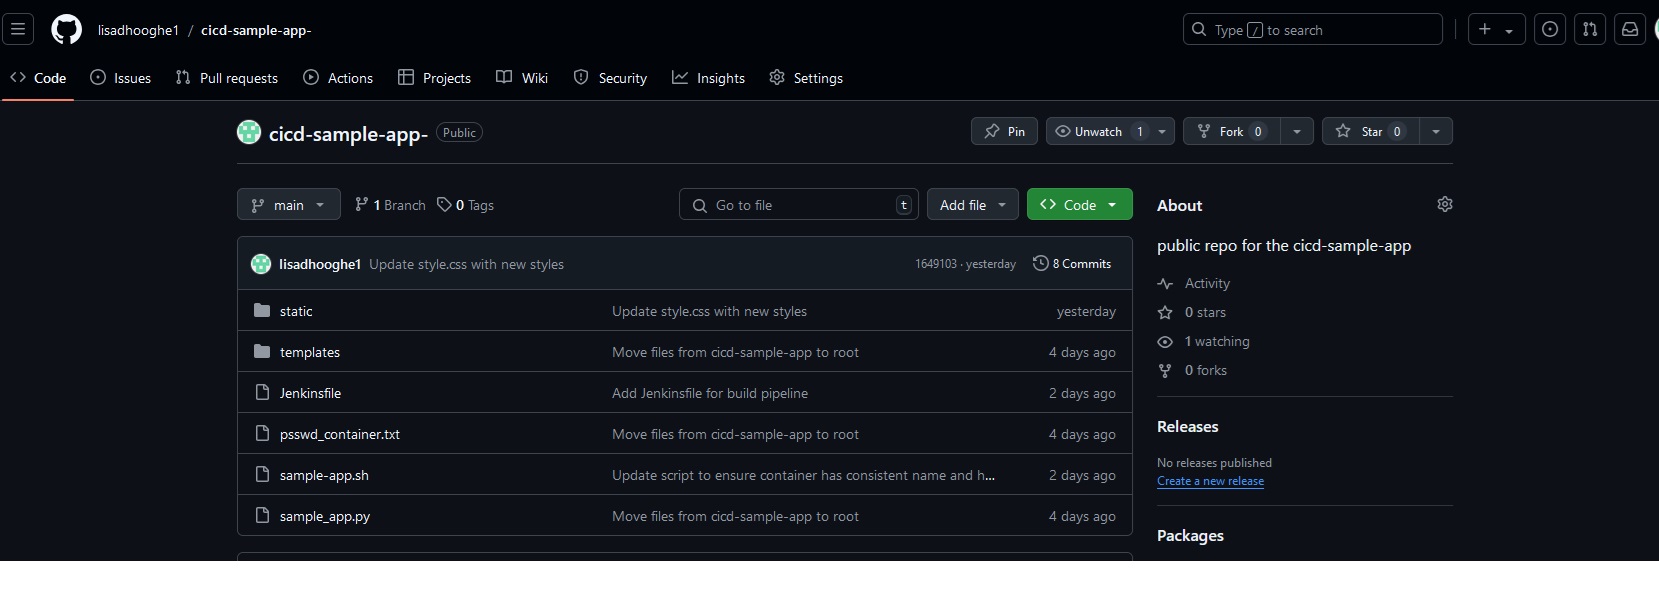 lisadhooghe1 / cicd-sample-app-
Type / to search
Code Issues Pull requests Actions Projects Wiki Security Insights Settings
cicd-sample-app- Public
Pin Unwatch 1 Fork 0 Star 0
main 1 Branch 0 Tags Go to file t Add file Code
lisadhooghe1 Update style.css with new styles 1649103 · yesterday 8 Commits
static Update style.css with new styles yesterday
templates Move files from cicd-sample-app to root 4 days ago
Jenkinsfile Add Jenkinsfile for build pipeline 2 days ago
psswd_container.txt Move files from cicd-sample-app to root 4 days ago
sample-app.sh Update script to ensure container has consistent name and h... 2 days ago
sample_app.py Move files from cicd-sample-app to root 4 days ago
About
public repo for the cicd-sample-app
Activity
0 stars
1 watching
0 forks
Releases
No releases published
Create a new release
Packages